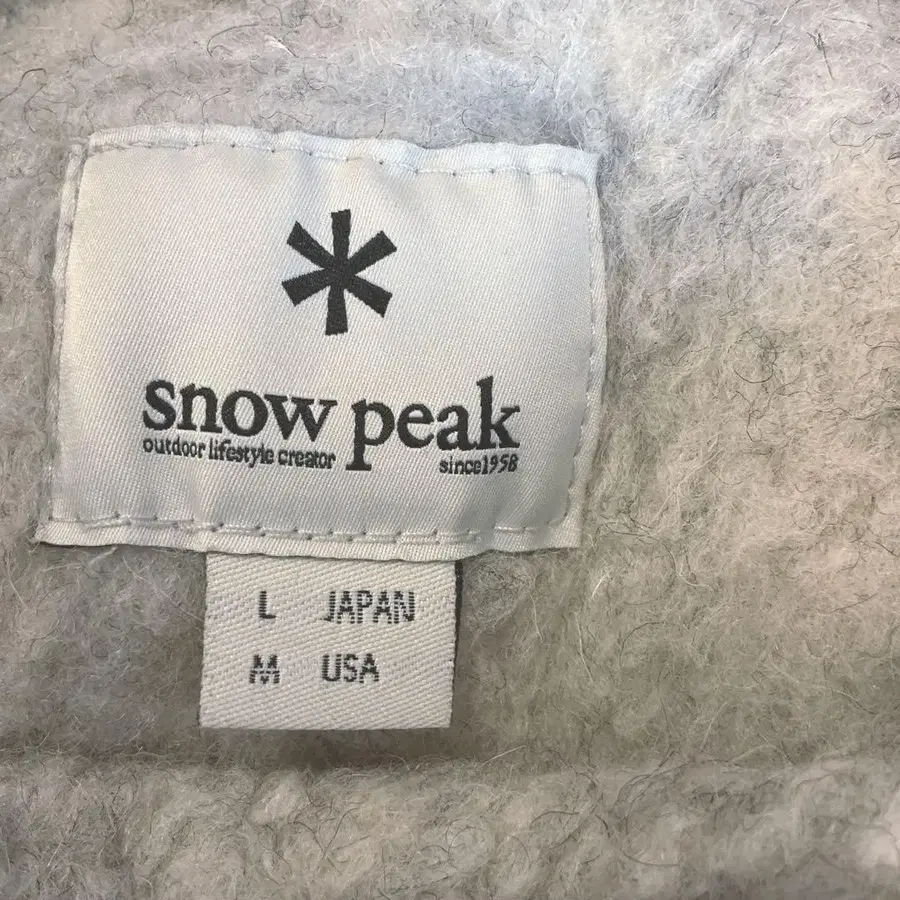 snow peak
outdoor lifestyle creator
since1958
L JAPAN
M USA